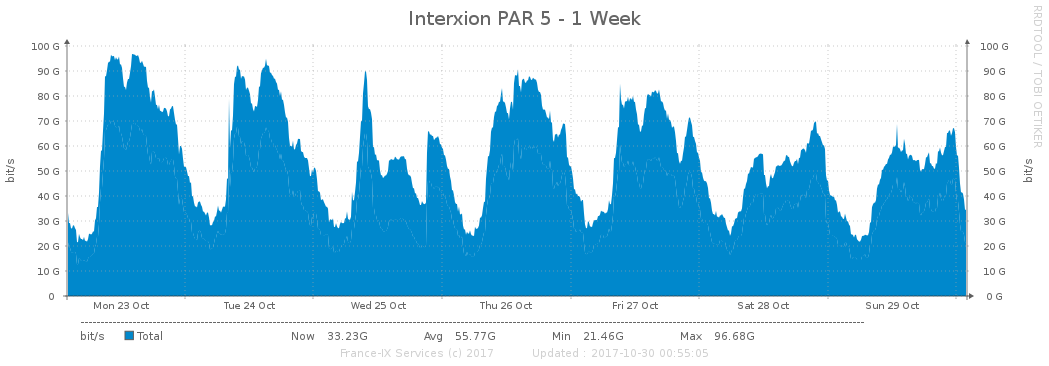 Interxion PAR 5 - 1 Week
RRDTOOL / TOBI OETIKER
bit/s
100 G
90 G
80 G
70 G
60 G
50 G
40 G
30 G
20 G
10 G
0
100 G
90 G
80 G
70 G
60 G
50 G
40 G
30 G
20 G
10 G
0 G
bit/s
Mon 23 Oct Tue 24 Oct Wed 25 Oct Thu 26 Oct Fri 27 Oct Sat 28 Oct Sun 29 Oct
bit/s Total Now 33.23G Avg 55.77G Min 21.46G Max 96.68G
France-IX Services (c) 2017 Updated : 2017-10-30 00:55:05